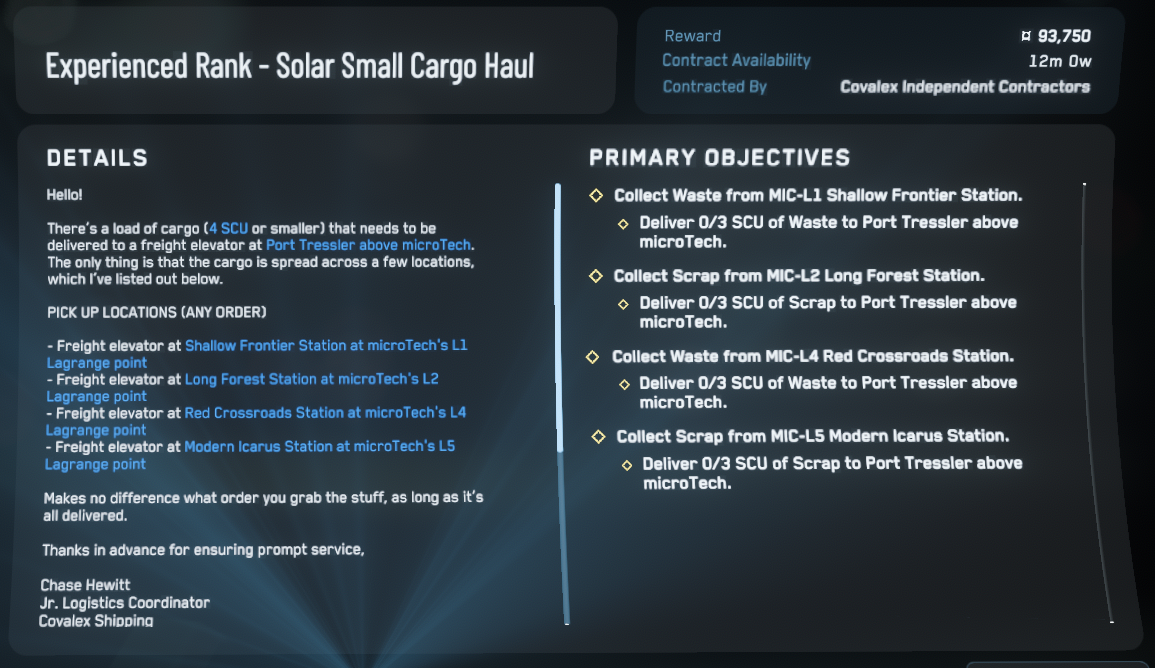 Experienced Rank - Solar Small Cargo Haul
Reward ¤ 93,750
Contract Availability 12m 0w
Contracted By Covalex Independent Contractors
DETAILS
Hello!
There's a load of cargo (4 SCU or smaller) that needs to be
delivered to a freight elevator at Port Tressler above microTech.
The only thing is that the cargo is spread across a few locations,
which I've listed out below.
PICK UP LOCATIONS (ANY ORDER)
- Freight elevator at Shallow Frontier Station at microTech's L1
Lagrange point
- Freight elevator at Long Forest Station at microTech's L2
Lagrange point
- Freight elevator at Red Crossroads Station at microTech's L4
Lagrange point
- Freight elevator at Modern Icarus Station at microTech's L5
Lagrange point
Makes no difference what order you grab the stuff, as long as it's
all delivered.
Thanks in advance for ensuring prompt service,
Chase Hewitt
Jr. Logistics Coordinator
Covalex Shipping
PRIMARY OBJECTIVES
Collect Waste from MIC-L1 Shallow Frontier Station.
Deliver 0/3 SCU of Waste to Port Tressler above
microTech.
Collect Scrap from MIC-L2 Long Forest Station.
Deliver 0/3 SCU of Scrap to Port Tressler above
microTech.
Collect Waste from MIC-L4 Red Crossroads Station.
Deliver 0/3 SCU of Waste to Port Tressler above
microTech.
Collect Scrap from MIC-L5 Modern Icarus Station.
Deliver 0/3 SCU of Scrap to Port Tressler above
microTech.